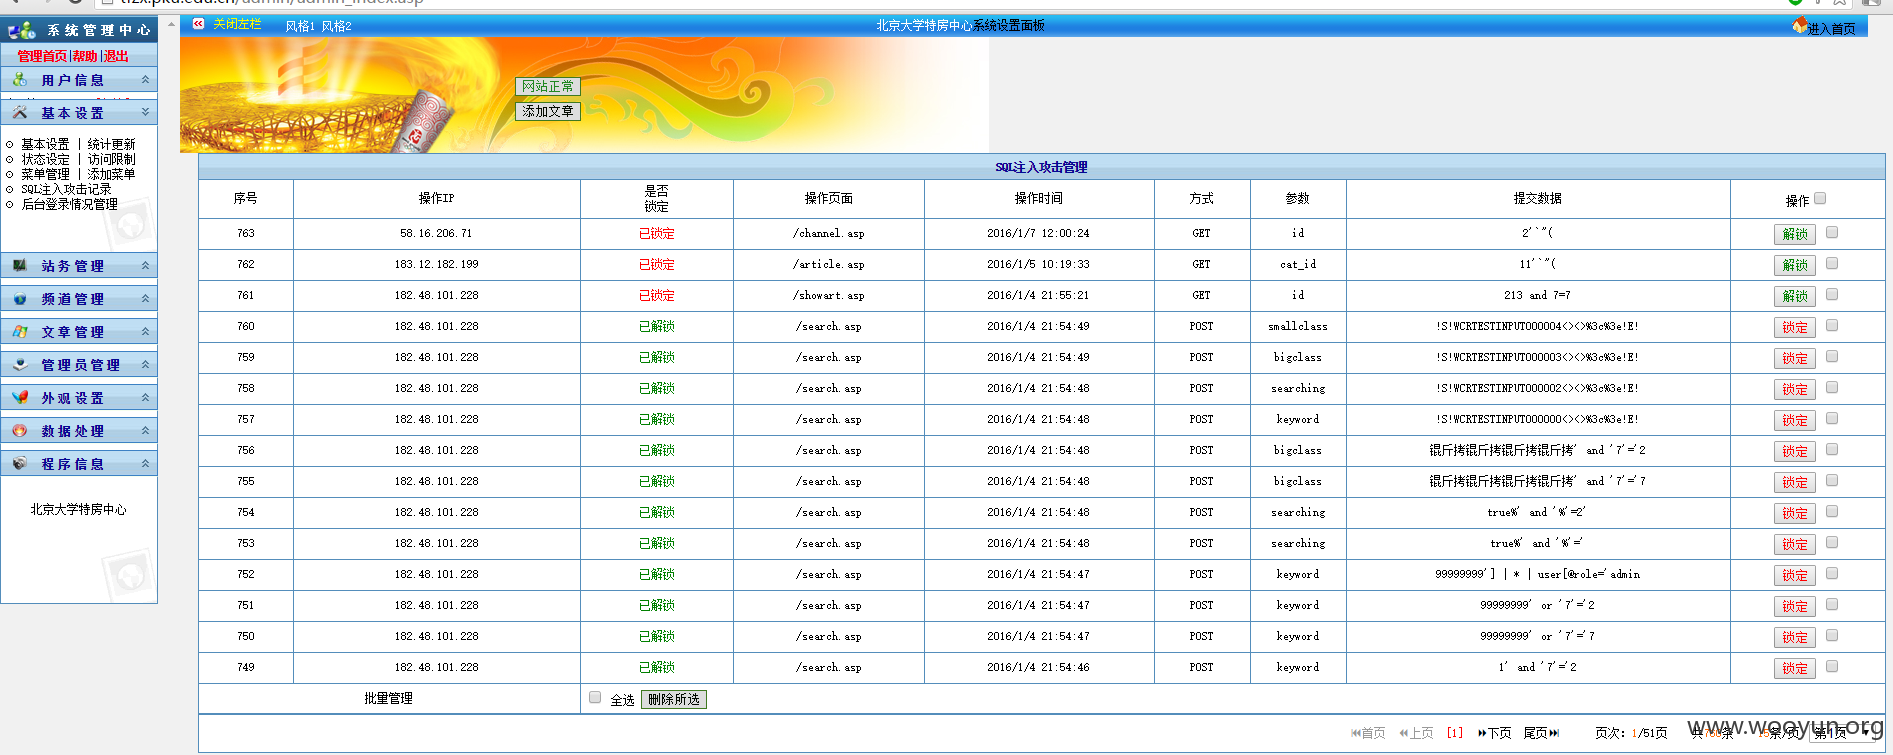 系统管理中心
管理首页|帮助|退出
用户信息
基本设置
基本设置 | 统计更新
状态设定 | 访问限制
菜单管理 | 添加菜单
SQL注入攻击记录
后台登录情况管理
站务管理
频道管理
文章管理
管理员管理
外观设置
数据处理
程序信息
北京大学特房中心
关闭左栏 风格1 风格2 北京大学特房中心系统设置面板 进入首页
网站正常
添加文章
SQL注入攻击管理
序号 操作IP 是否锁定 操作页面 操作时间 方式 参数 提交数据 操作
763 58.16.206.71 已锁定 /channel.asp 2016/1/7 12:00:24 GET id 2'`"( 解锁
762 183.12.182.199 已锁定 /article.asp 2016/1/5 10:19:33 GET cat_id 11'`"( 解锁
761 182.48.101.228 已锁定 /showart.asp 2016/1/4 21:55:21 GET id 213 and 7=7 解锁
760 182.48.101.228 已解锁 /search.asp 2016/1/4 21:54:49 POST smallclass !S!WCRTESTINPUT000004<><>%3c%3e!E! 锁定
759 182.48.101.228 已解锁 /search.asp 2016/1/4 21:54:49 POST bigclass !S!WCRTESTINPUT000003<><>%3c%3e!E! 锁定
758 182.48.101.228 已解锁 /search.asp 2016/1/4 21:54:48 POST searching !S!WCRTESTINPUT000002<><>%3c%3e!E! 锁定
757 182.48.101.228 已解锁 /search.asp 2016/1/4 21:54:48 POST keyword !S!WCRTESTINPUT000000<><>%3c%3e!E! 锁定
756 182.48.101.228 已解锁 /search.asp 2016/1/4 21:54:48 POST bigclass 锟斤拷锟斤拷锟斤拷锟斤拷' and '7'='2 锁定
755 182.48.101.228 已解锁 /search.asp 2016/1/4 21:54:48 POST bigclass 锟斤拷锟斤拷锟斤拷锟斤拷' and '7'='7 锁定
754 182.48.101.228 已解锁 /search.asp 2016/1/4 21:54:48 POST searching true%' and '%'=2' 锁定
753 182.48.101.228 已解锁 /search.asp 2016/1/4 21:54:48 POST searching true%' and '%'=' 锁定
752 182.48.101.228 已解锁 /search.asp 2016/1/4 21:54:47 POST keyword 99999999'] | * | user[@role='admin 锁定
751 182.48.101.228 已解锁 /search.asp 2016/1/4 21:54:47 POST keyword 99999999' or '7'='2 锁定
750 182.48.101.228 已解锁 /search.asp 2016/1/4 21:54:47 POST keyword 99999999' or '7'='7 锁定
749 182.48.101.228 已解锁 /search.asp 2016/1/4 21:54:46 POST keyword 1' and '7'='2 锁定
批量管理 全选 删除所选
首页 上页 [1] 下页 尾页 页次：1/51页 条/页 第1页
www.wooyun.org